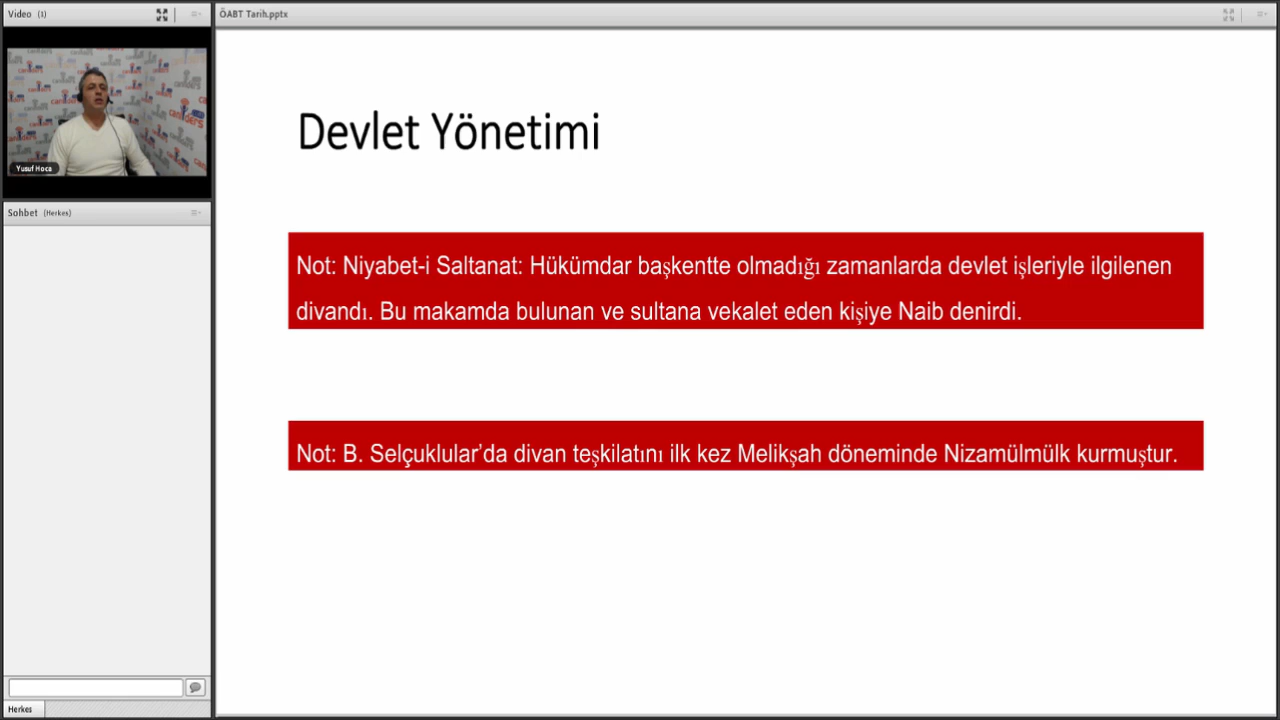 Video (1)
Yusuf Hoca
Sohbet (Herkes)
Herkes
ÖABT Tarih.pptx
Devlet Yönetimi
Not: Niyabet-i Saltanat: Hükümdar başkentte olmadığı zamanlarda devlet işleriyle ilgilenen
divandı. Bu makamda bulunan ve sultana vekalet eden kişiye Naib denirdi.
Not: B. Selçuklular’da divan teşkilatını ilk kez Melikşah döneminde Nizamülmülk kurmuştur.